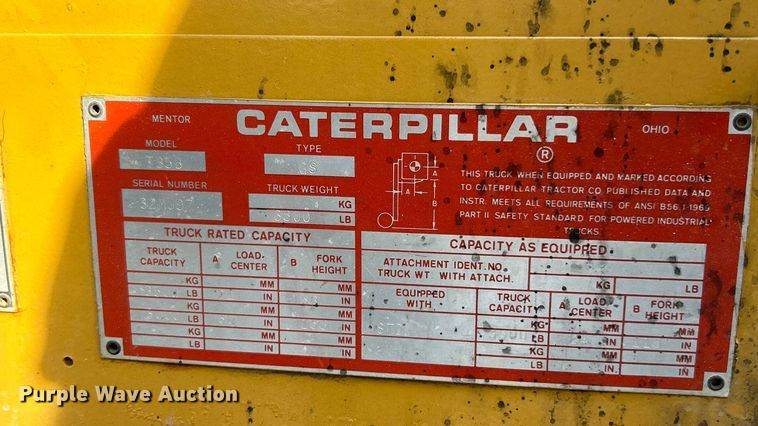 MENTOR CATERPILLAR OHIO
®
MODEL TYPE
SERIAL NUMBER TRUCK WEIGHT
KG
LB
A A
B
THIS TRUCK WHEN EQUIPPED AND MARKED ACCORDING
TO CATERPILLAR TRACTOR CO PUBLISHED DATA AND
INSTR. MEETS ALL REQUIREMENTS OF ANSI B56.1-1969
PART II SAFETY STANDARD FOR POWERED INDUSTRIAL
TRUCKS
TRUCK RATED CAPACITY
TRUCK CAPACITY A LOAD- CENTER B FORK HEIGHT
KG MM MM
LB IN IN
KG MM MM
LB IN IN
KG MM MM
LB IN IN
CAPACITY AS EQUIPPED
ATTACHMENT IDENT. NO.
TRUCK WT. WITH ATTACH. KG LB
EQUIPPED WITH TRUCK CAPACITY A LOAD- CENTER B FORK HEIGHT
KG MM MM
LB IN IN
KG MM MM
LB IN IN
Purple Wave Auction